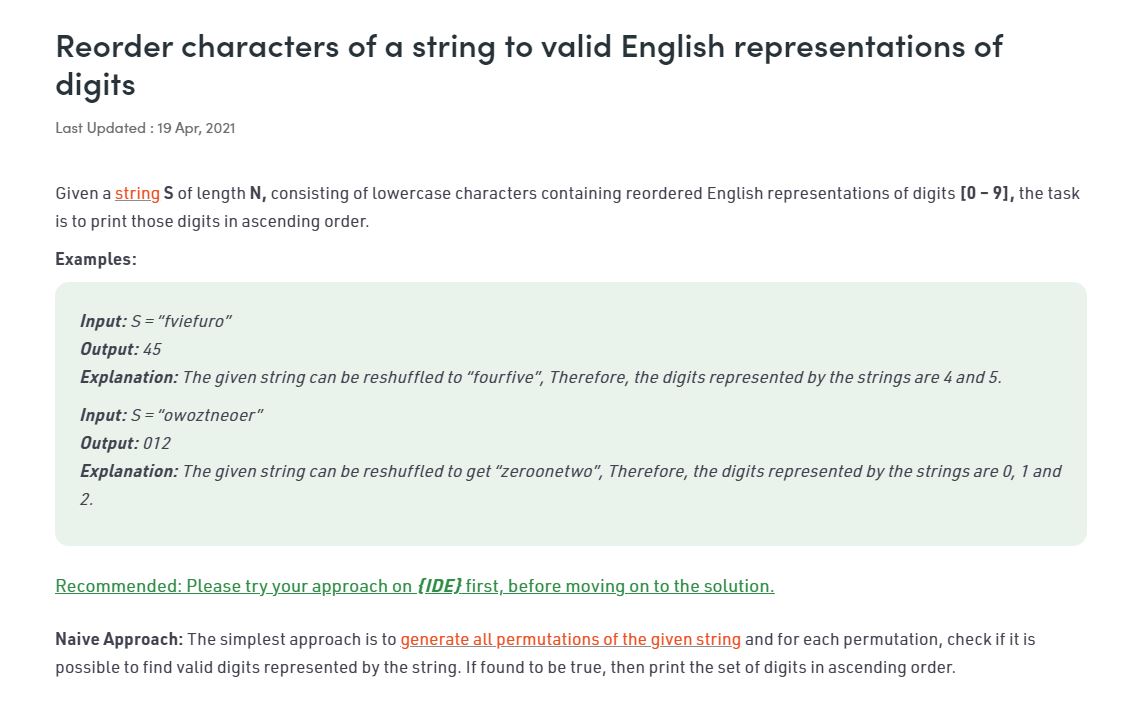 Reorder characters of a string to valid English representations of
digits
Last Updated : 19 Apr, 2021
Given a string S of length N, consisting of lowercase characters containing reordered English representations of digits [0 – 9], the task
is to print those digits in ascending order.
Examples:
Input: S = “fviefuro”
Output: 45
Explanation: The given string can be reshuffled to “fourfive”, Therefore, the digits represented by the strings are 4 and 5.
Input: S = “owoztneoer”
Output: 012
Explanation: The given string can be reshuffled to get “zeroonetwo”, Therefore, the digits represented by the strings are 0, 1 and
2.
Recommended: Please try your approach on {IDE} first, before moving on to the solution.
Naive Approach: The simplest approach is to generate all permutations of the given string and for each permutation, check if it is
possible to find valid digits represented by the string. If found to be true, then print the set of digits in ascending order.